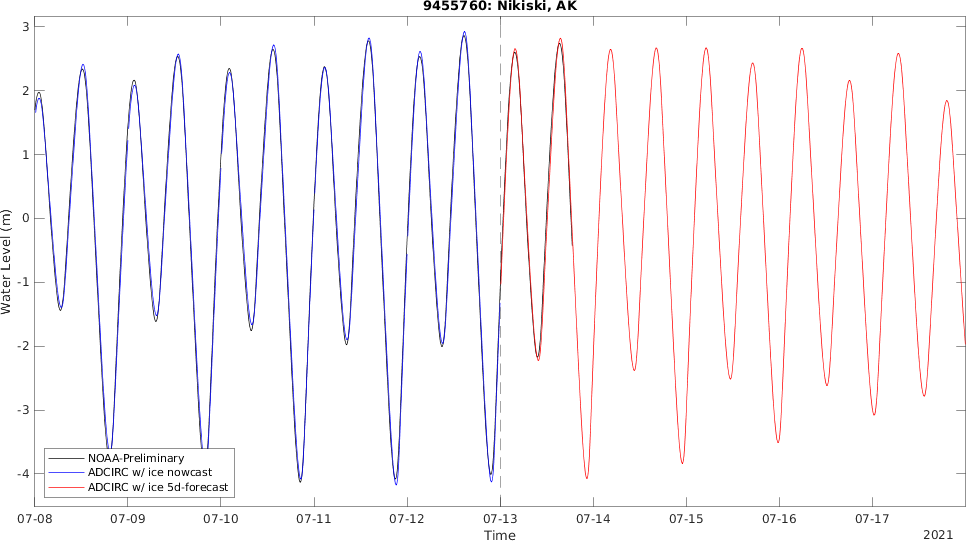 9455760: Nikiski, AK
3
2
1
0
-1
-2
-3
-4
Water Level (m)
NOAA-Preliminary
ADCIRC w/ ice nowcast
ADCIRC w/ ice 5d-forecast
07-08 07-09 07-10 07-11 07-12 07-13 07-14 07-15 07-16 07-17
Time
2021